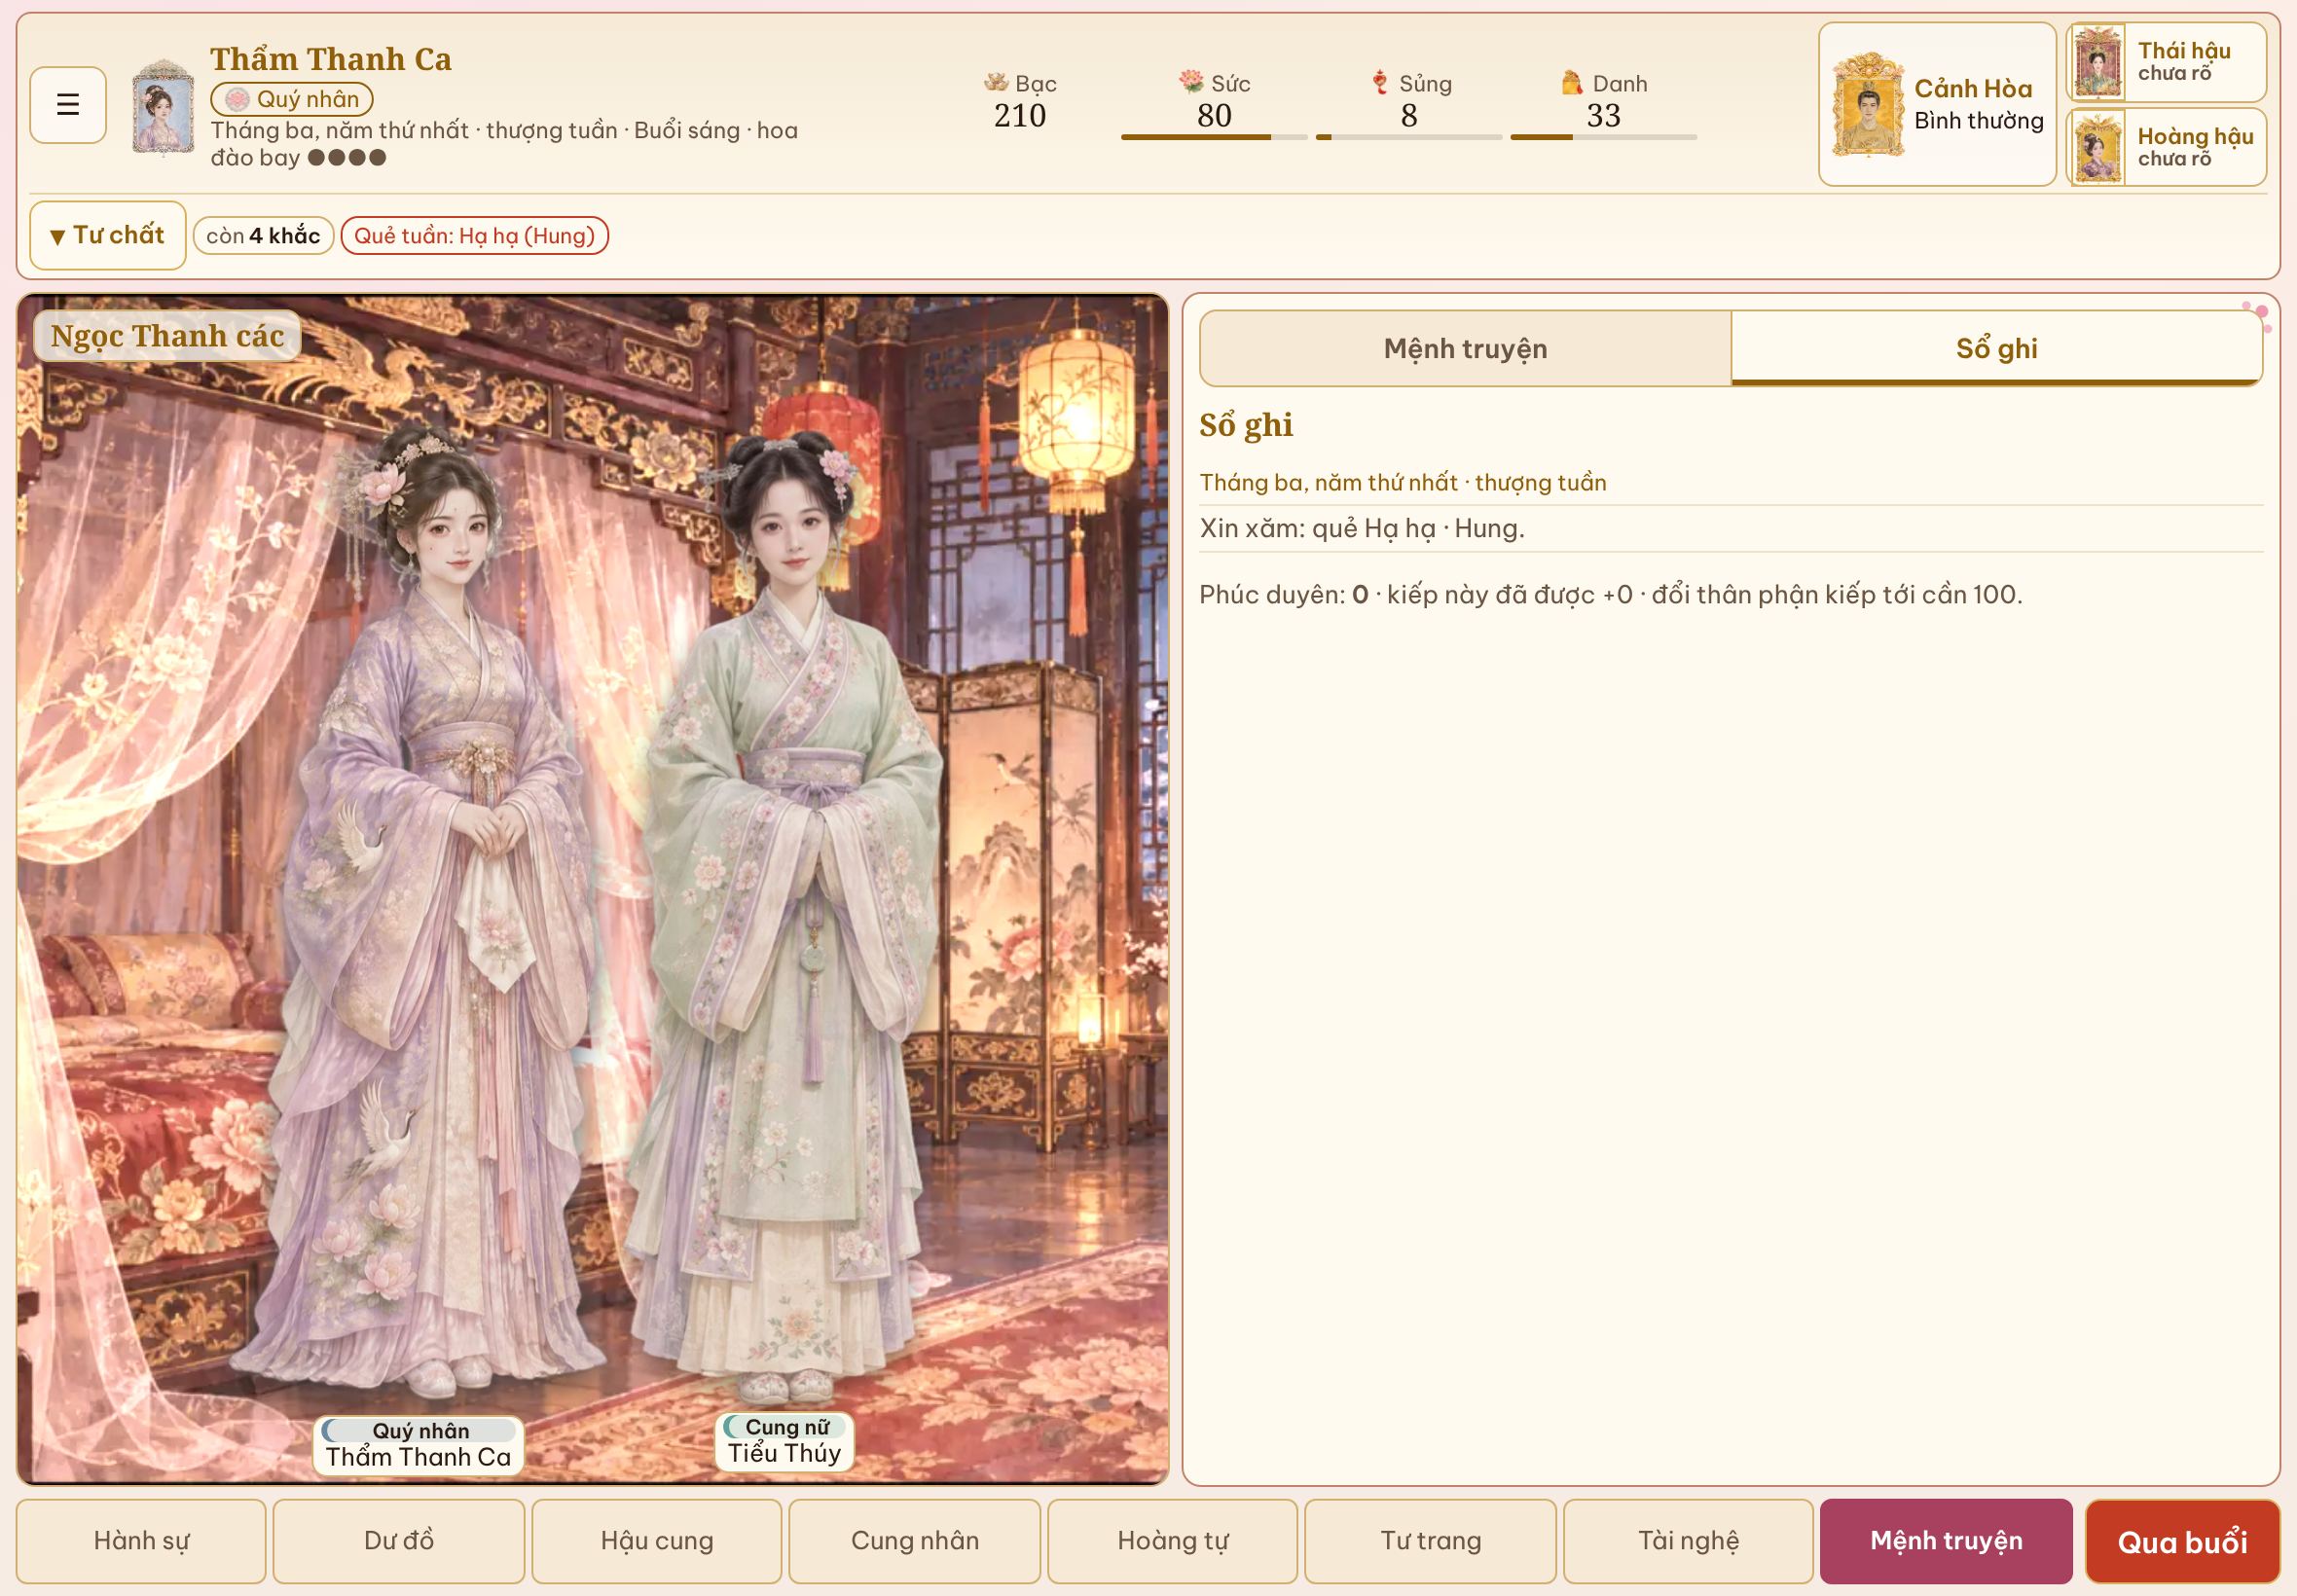 ☰
Thẩm Thanh Ca
Quý nhân
Tháng ba, năm thứ nhất · thượng tuần · Buổi sáng · hoa
đào bay ●●●●
Bạc
210
Sức
80
Sủng
8
Danh
33
Cảnh Hòa
Bình thường
Thái hậu
chưa rõ
Hoàng hậu
chưa rõ
▼ Tư chất
còn 4 khắc
Quẻ tuần: Hạ hạ (Hung)
Ngọc Thanh các
Quý nhân
Thẩm Thanh Ca
Cung nữ
Tiểu Thúy
Mệnh truyện
Sổ ghi
Sổ ghi
Tháng ba, năm thứ nhất · thượng tuần
Xin xăm: quẻ Hạ hạ · Hung.
Phúc duyên: 0 · kiếp này đã được +0 · đổi thân phận kiếp tới cần 100.
Hành sự
Dư đồ
Hậu cung
Cung nhân
Hoàng tự
Tư trang
Tài nghệ
Mệnh truyện
Qua buổi